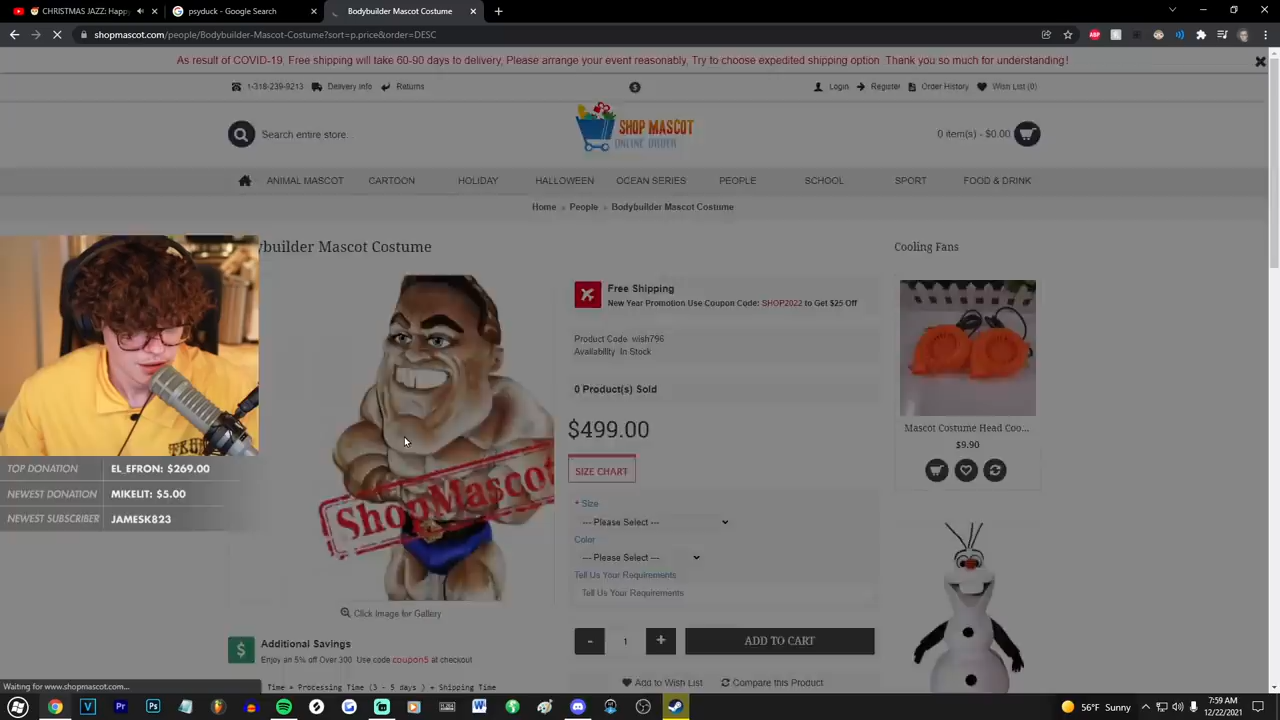 CHRISTMAS JAZZ: Happ
psyduck - Google Search
Bodybuilder Mascot Costume
shopmascot.com/people/Bodybuilder-Mascot-Costume?sort=p.price&order=DESC
As result of COVID-19, Free shipping will take 60-90 days to delivery, Please arrange your event reasonably, Try to choose expedited shipping option. Thank you so much for understanding!
1-318-239-9213 Delivery Info Returns
Login Register Order History Wish List (0)
Search entire store...
SHOP MASCOT
ONLINE ORDER
0 item(s) - $0.00
ANIMAL MASCOT CARTOON HOLIDAY HALLOWEEN OCEAN SERIES PEOPLE SCHOOL SPORT FOOD & DRINK
Home » People » Bodybuilder Mascot Costume
ybuilder Mascot Costume
Cooling Fans
Free Shipping
New Year Promotion Use Coupon Code: SHOP2022 to Get $25 Off
Product Code wish796
Availability In Stock
0 Product(s) Sold
$499.00
SIZE CHART
* Size
--- Please Select ---
Color
--- Please Select ---
Tell Us Your Requirements
Tell Us Your Requirements
- 1 + ADD TO CART
Add to Wish List Compare this Product
Mascot Costume Head Coo...
$9.90
ShopMascot
Click Image for Gallery
Additional Savings
Enjoy an 5% off Over 300 Use code coupon5 at checkout
Time = Processing Time (3 - 5 days ) + Shipping Time
TOP DONATION EL_EFRON: $269.00
NEWEST DONATION MIKELIT: $5.00
NEWEST SUBSCRIBER JAMESK823
Waiting for www.shopmascot.com...
68°F Sunny
7:59 AM
12/22/2021